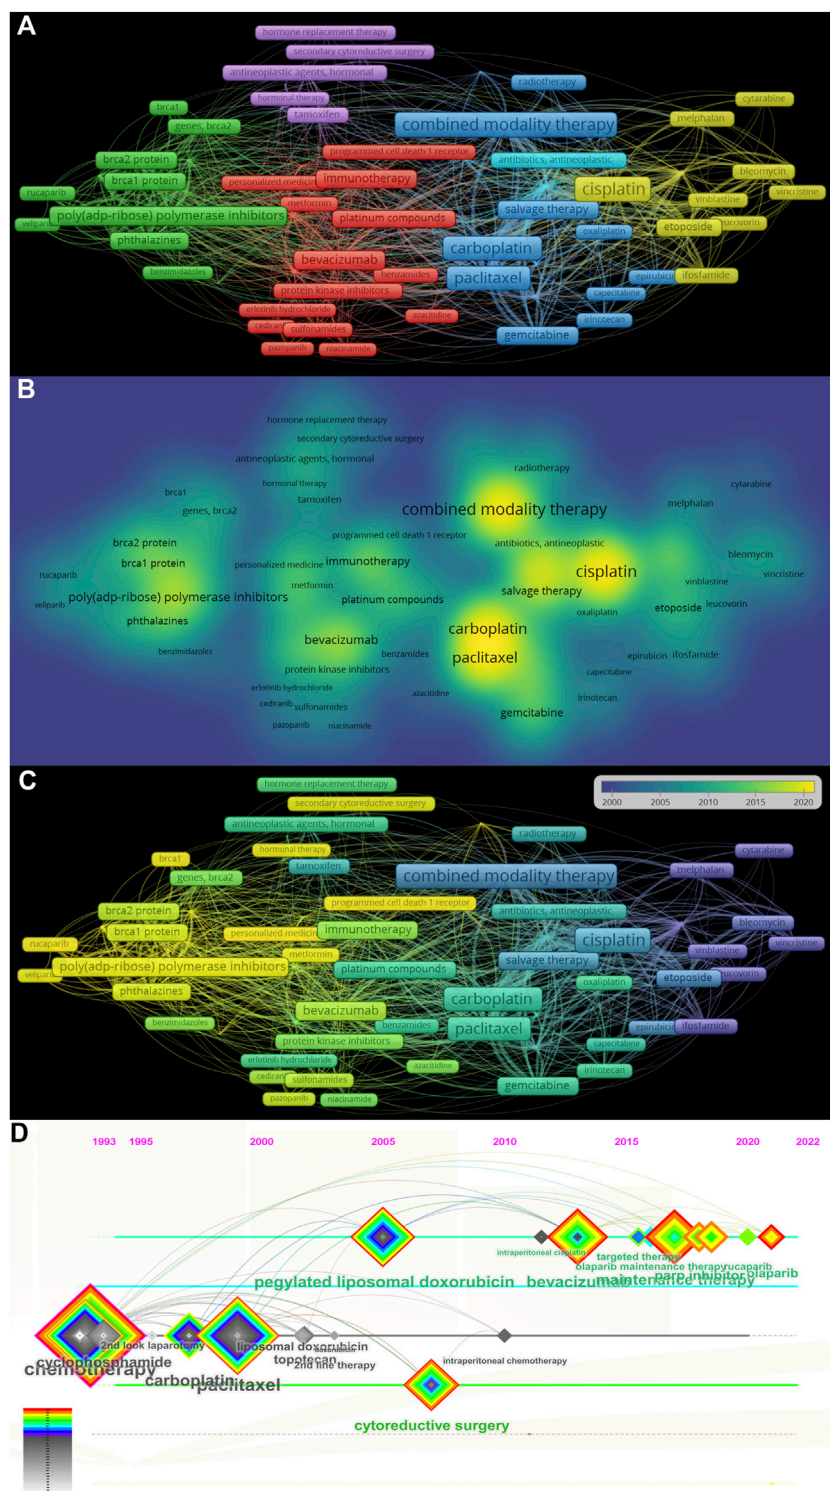 A
hormone replacement therapy
secondary cytoreductive surgery
antineoplastic agents, hormonal
radiotherapy
hormonal therapy
cytarabine
brca1
tamoxifen
melphalan
genes, brca2
combined modality therapy
programmed cell death 1 receptor
brca2 protein
antibiotics, antineoplastic
bleomycin
brca1 protein
personalized medicine
immunotherapy
cisplatin
rucaparib
vinblastine
vincristine
metformin
salvage therapy
veliparib
poly(adp-ribose) polymerase inhibitors
platinum compounds
etoposide
oxaliplatin
phthalazines
carboplatin
bevacizumab
benzimidazoles
benzamides
paclitaxel
epirubicin
ifosfamide
protein kinase inhibitors
capecitabine
erlotinib hydrochloride
azacitidine
irinotecan
sulfonamides
gemcitabine
pazopanib
niacinamide
B
hormone replacement therapy
secondary cytoreductive surgery
antineoplastic agents, hormonal
radiotherapy
hormonal therapy
cytarabine
brca1
tamoxifen
melphalan
genes, brca2
combined modality therapy
programmed cell death 1 receptor
brca2 protein
antibiotics, antineoplastic
bleomycin
brca1 protein
personalized medicine
immunotherapy
cisplatin
rucaparib
vincristine
metformin
vinblastine
salvage therapy
veliparib
poly(adp-ribose) polymerase inhibitors
platinum compounds
etoposide
leucovorin
oxaliplatin
phthalazines
carboplatin
bevacizumab
benzimidazoles
benzamides
paclitaxel
epirubicin
ifosfamide
protein kinase inhibitors
capecitabine
erlotinib hydrochloride
azacitidine
irinotecan
cediranib
sulfonamides
gemcitabine
pazopanib
niacinamide
C
hormone replacement therapy
2000 2005 2010 2015 2020
secondary cytoreductive surgery
antineoplastic agents, hormonal
radiotherapy
hormonal therapy
cytarabine
brca1
tamoxifen
melphalan
genes, brca2
combined modality therapy
programmed cell death 1 receptor
brca2 protein
antibiotics, antineoplastic
bleomycin
brca1 protein
personalized medicine
immunotherapy
cisplatin
rucaparib
vinblastine
vincristine
metformin
salvage therapy
poly(adp-ribose) polymerase inhibitors
platinum compounds
etoposide
oxaliplatin
phthalazines
carboplatin
bevacizumab
benzimidazoles
benzamides
paclitaxel
epirubicin
ifosfamide
protein kinase inhibitors
capecitabine
erlotinib hydrochloride
azacitidine
irinotecan
sulfonamides
gemcitabine
pazopanib
niacinamide
D
1993 1995 2000 2005 2010 2015 2020 2022
intraperitoneal cisplatin
targeted therapy
olaparib maintenance therapy
rucaparib
parp inhibitor
olaparib
pegylated liposomal doxorubicin
bevacizumab
maintenance therapy
2nd look laparotomy
liposomal doxorubicin
cyclophosphamide
topotecan
2nd line therapy
intraperitoneal chemotherapy
chemotherapy
carboplatin
paclitaxel
cytoreductive surgery